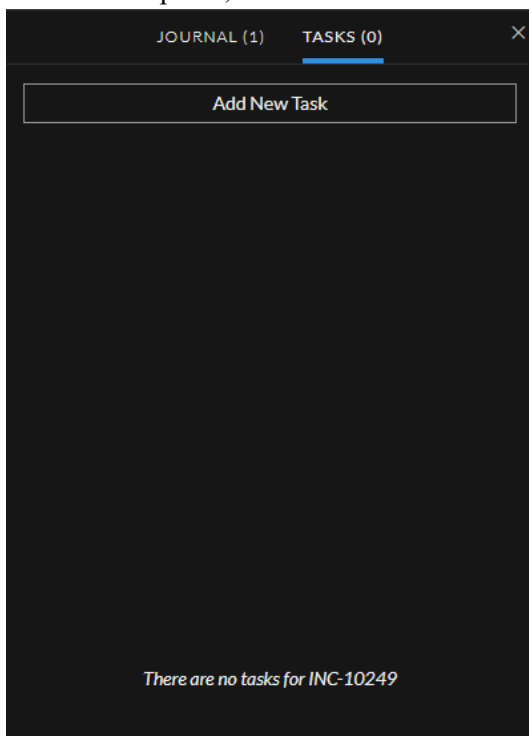 JOURNAL (1) TASKS (0) ×
Add New Task
There are no tasks for INC-10249